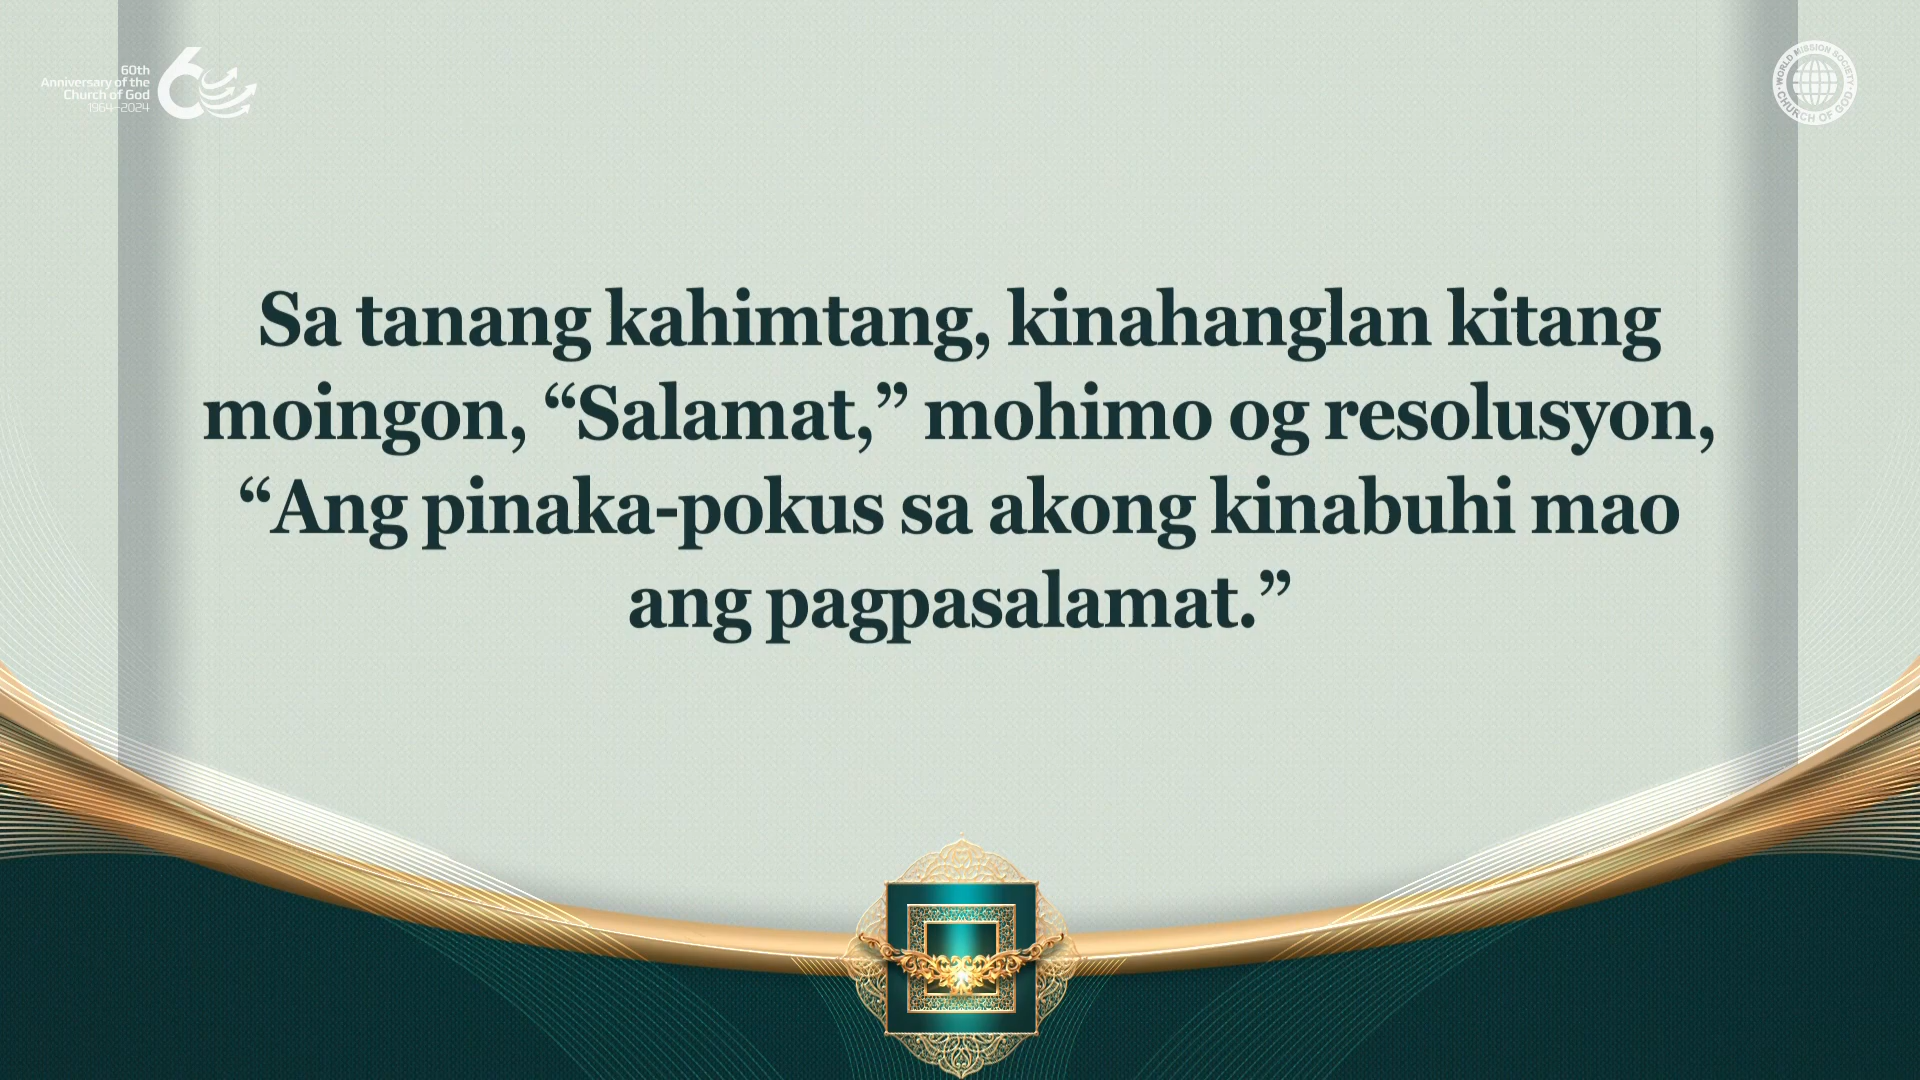 60th
Anniversary of the
Church of God
1964–2024
WORLD MISSION SOCIETY
CHURCH OF GOD
Sa tanang kahimtang, kinahanglan kitang
moingon, “Salamat,” mohimo og resolusyon,
“Ang pinaka-pokus sa akong kinabuhi mao
ang pagpasalamat.”